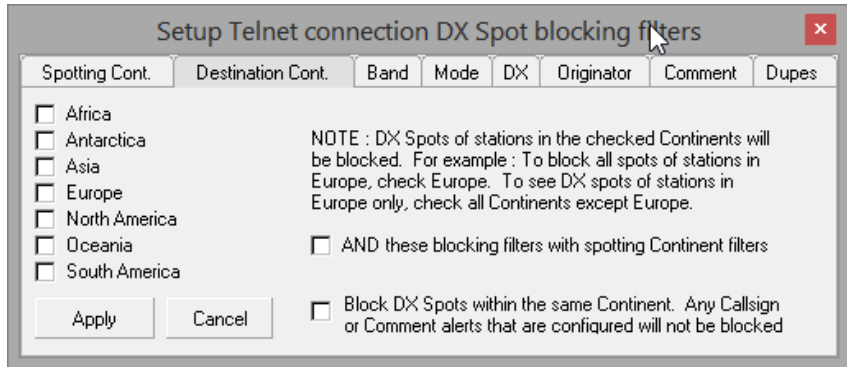 Setup Telnet connection DX Spot blocking filters
Spotting Cont.
Destination Cont.
Band
Mode
DX
Originator
Comment
Dupes
Africa
Antarctica
Asia
Europe
North America
Oceania
South America
NOTE : DX Spots of stations in the checked Continents will
be blocked. For example : To block all spots of stations in
Europe, check Europe. To see DX spots of stations in
Europe only, check all Continents except Europe.
AND these blocking filters with spotting Continent filters
Block DX Spots within the same Continent. Any Callsign
or Comment alerts that are configured will not be blocked
Apply
Cancel